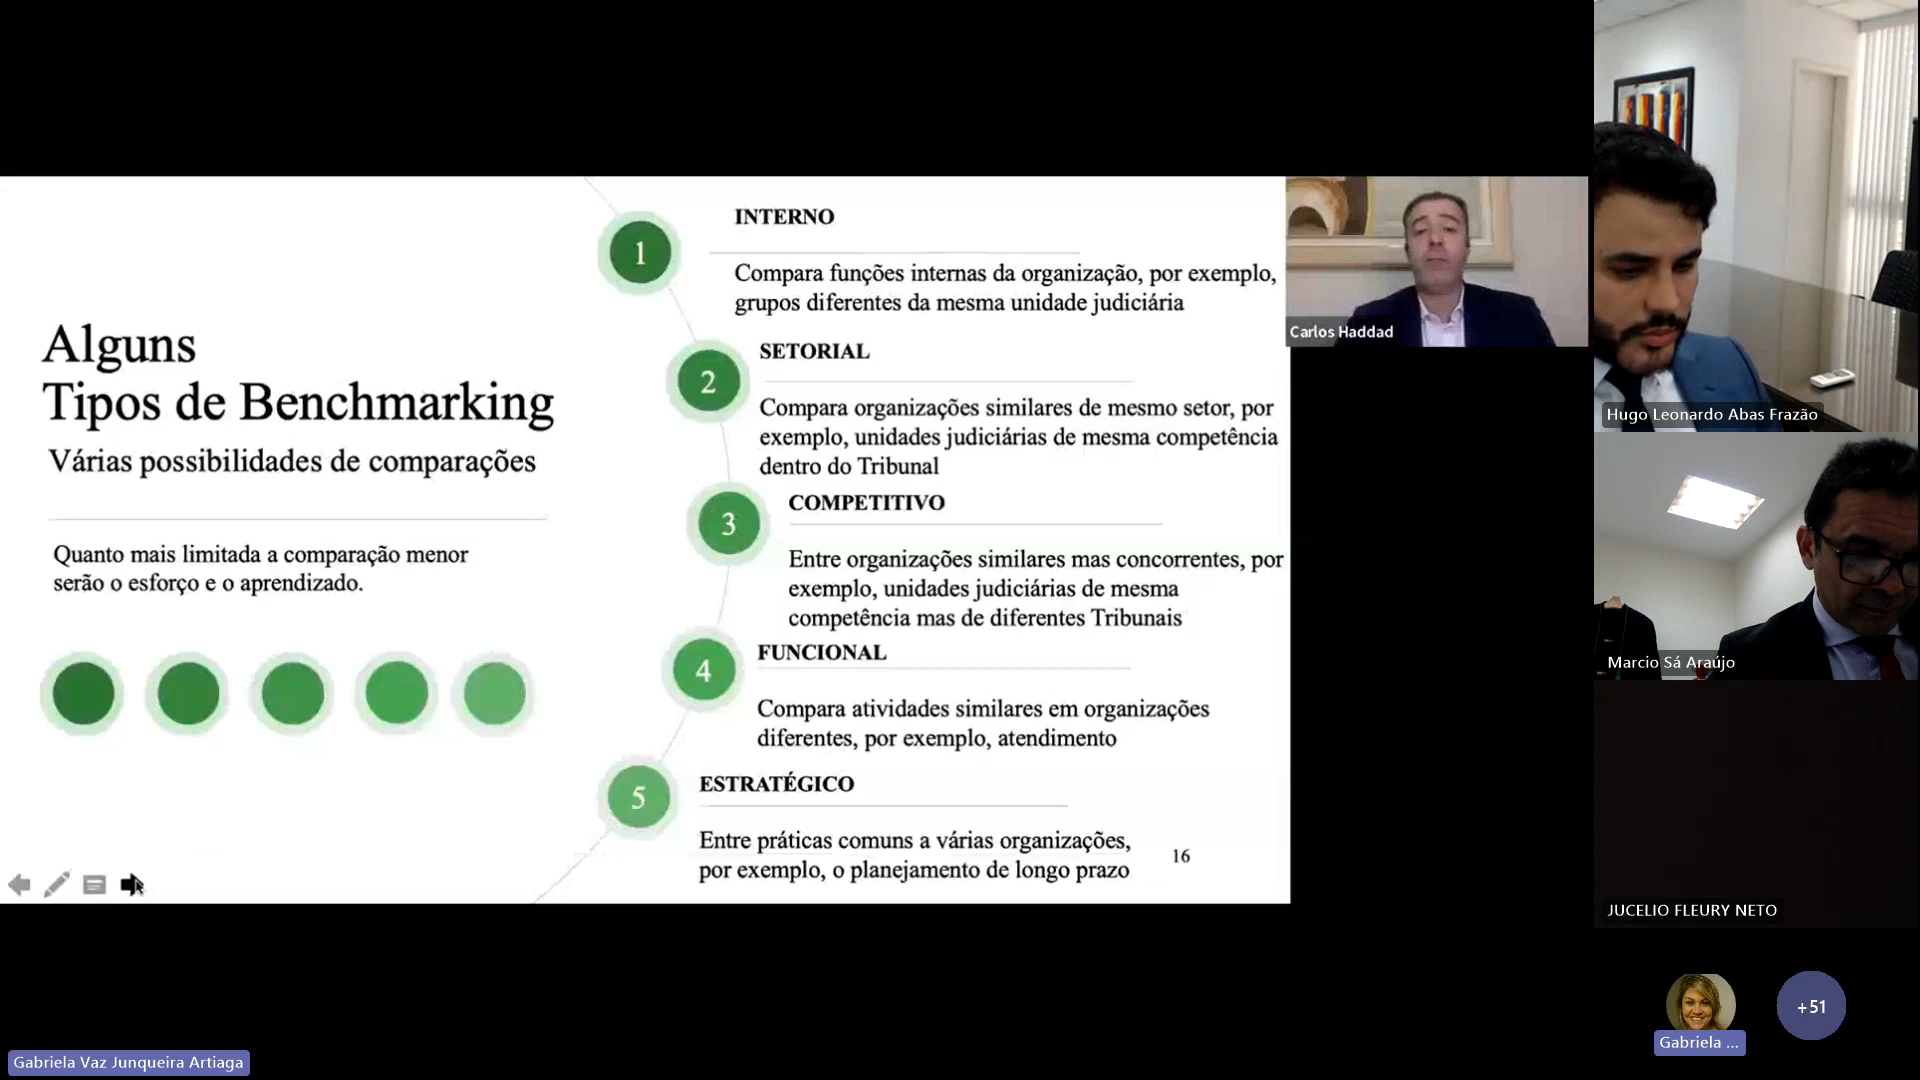 Alguns
Tipos de Benchmarking
Várias possibilidades de comparações
Quanto mais limitada a comparação menor
serão o esforço e o aprendizado.
1
INTERNO
Compara funções internas da organização, por exemplo,
grupos diferentes da mesma unidade judiciária
2
SETORIAL
Compara organizações similares de mesmo setor, por
exemplo, unidades judiciárias de mesma competência
dentro do Tribunal
3
COMPETITIVO
Entre organizações similares mas concorrentes, por
exemplo, unidades judiciárias de mesma
competência mas de diferentes Tribunais
4
FUNCIONAL
Compara atividades similares em organizações
diferentes, por exemplo, atendimento
5
ESTRATÉGICO
Entre práticas comuns a várias organizações,
por exemplo, o planejamento de longo prazo
16
Carlos Haddad
Hugo Leonardo Abas Frazão
Marcio Sá Araújo
JUCELIO FLEURY NETO
+51
Gabriela ...
Gabriela Vaz Junqueira Artiaga